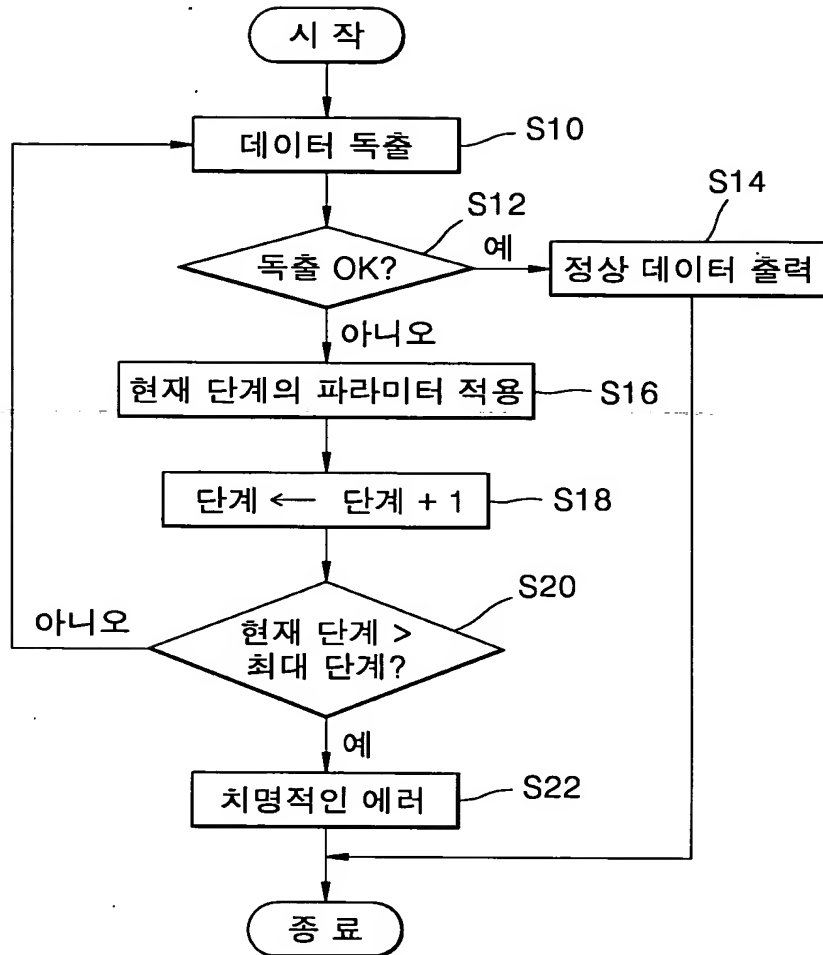 시 작
데이터 독출
S10
S12
S14
독출 OK?
예
정상 데이터 출력
아니오
현재 단계의 파라미터 적용
S16
단계 ← 단계 + 1
S18
S20
아니오
현재 단계 >
최대 단계?
예
치명적인 에러
S22
종 료